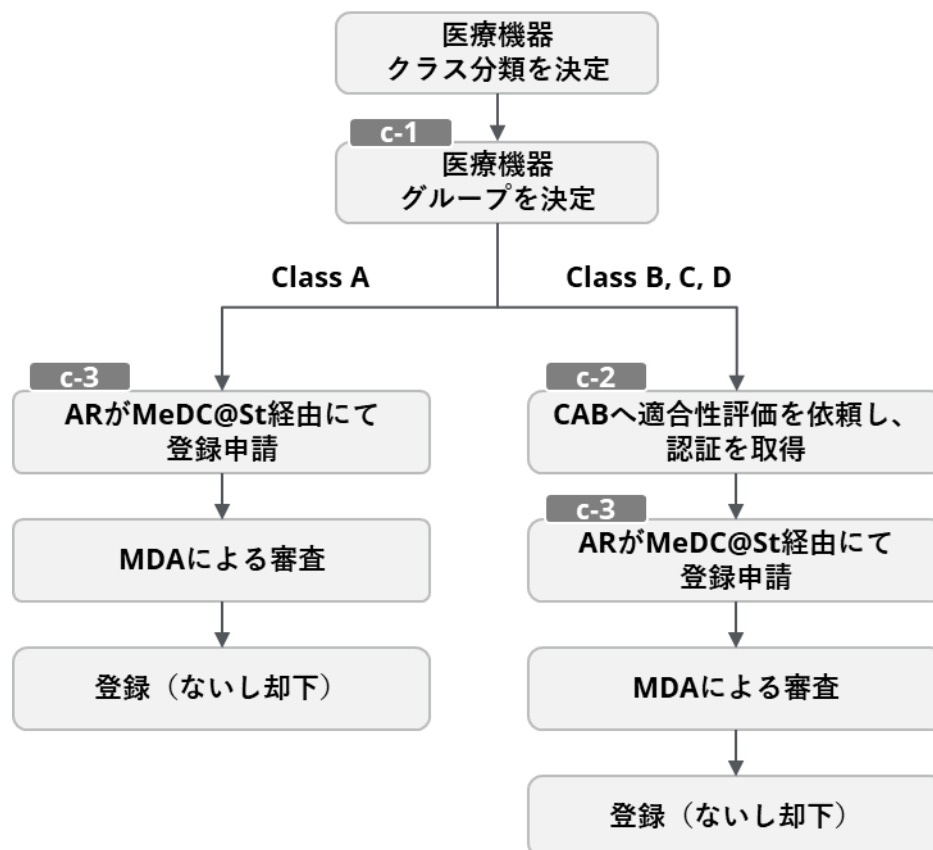 医療機器
クラス分類を決定
c-1
医療機器
グループを決定
Class A
Class B, C, D
c-3
ARがMeDC@St経由にて
登録申請
MDAによる審査
登録（ないし却下）
c-2
CABへ適合性評価を依頼し、
認証を取得
c-3
ARがMeDC@St経由にて
登録申請
MDAによる審査
登録（ないし却下）